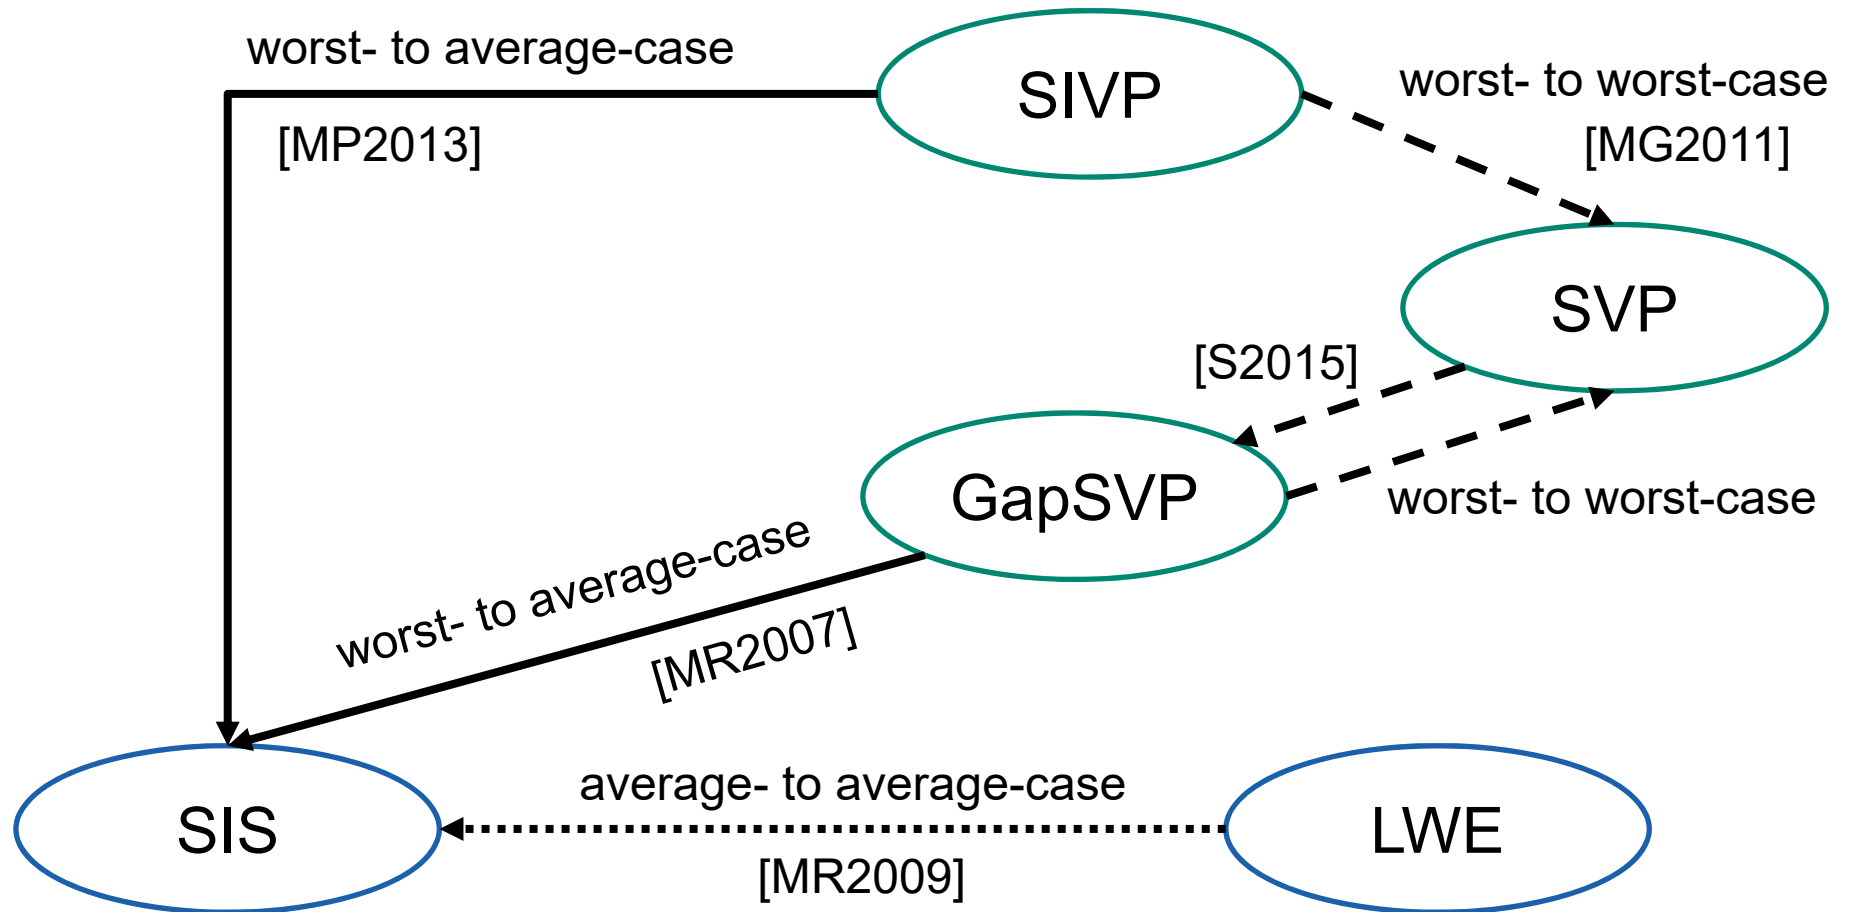 worst- to average-case
[MP2013]
SIVP
worst- to worst-case
[MG2011]
SVP
[S2015]
GapSVP
worst- to worst-case
worst- to average-case
[MR2007]
SIS
average- to average-case
[MR2009]
LWE